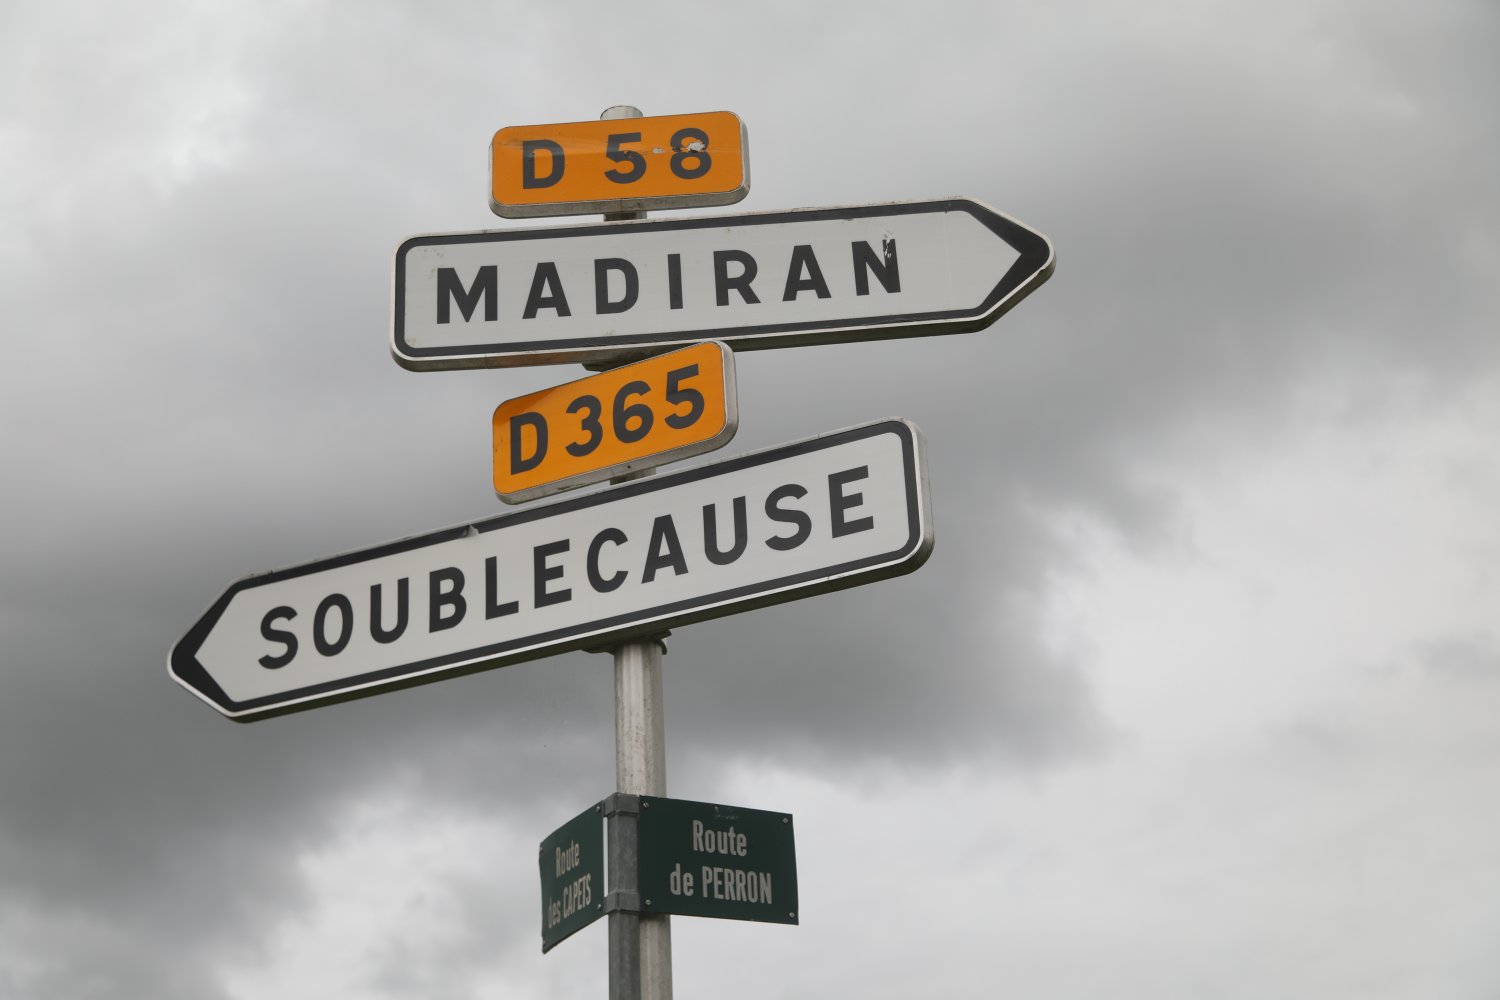 D 58
MADIRAN
D 365
SOUBLECAUSE
Route
des CAPETS
Route
de PERRON